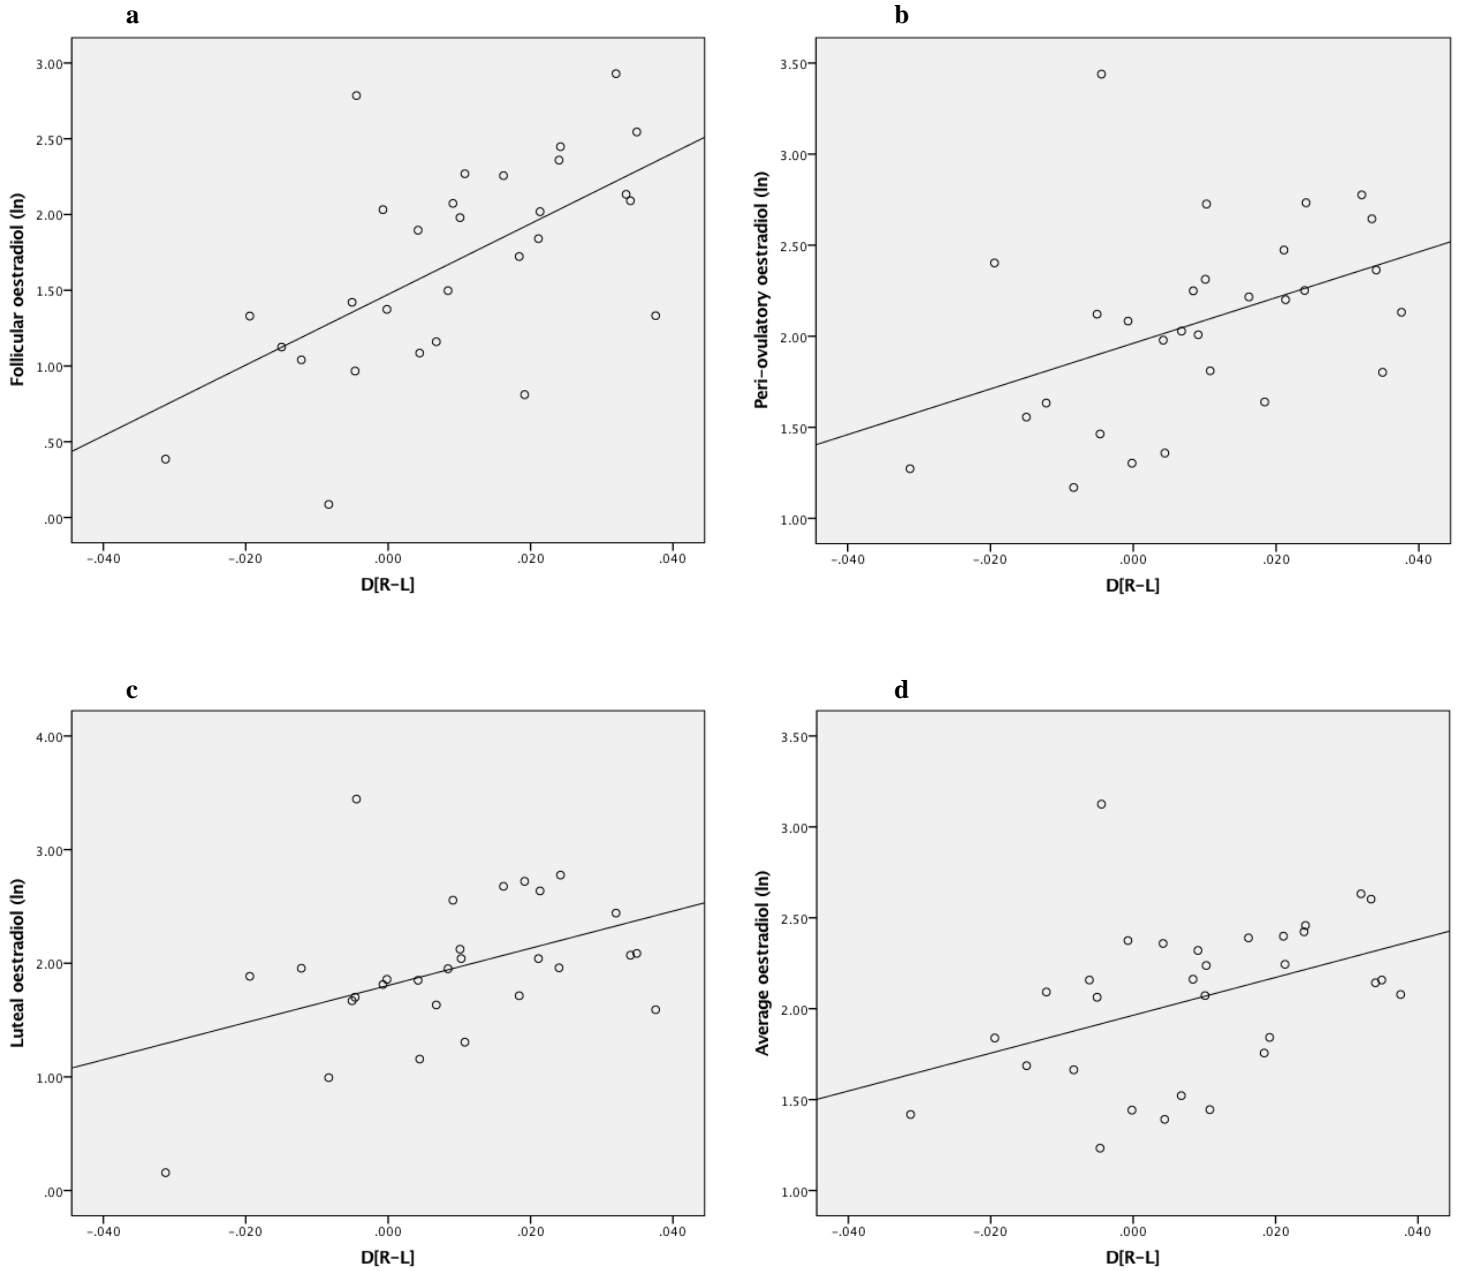 a
3.00
2.50
2.00
1.50
1.00
.50
.00
Follicular oestradiol (ln)
-.040 -.020 .000 .020 .040
D[R-L]
b
3.50
3.00
2.50
2.00
1.50
1.00
Peri-ovulatory oestradiol (ln)
-.040 -.020 .000 .020 .040
D[R-L]
c
4.00
3.00
2.00
1.00
.00
Luteal oestradiol (ln)
-.040 -.020 .000 .020 .040
D[R-L]
d
3.50
3.00
2.50
2.00
1.50
1.00
Average oestradiol (ln)
-.040 -.020 .000 .020 .040
D[R-L]